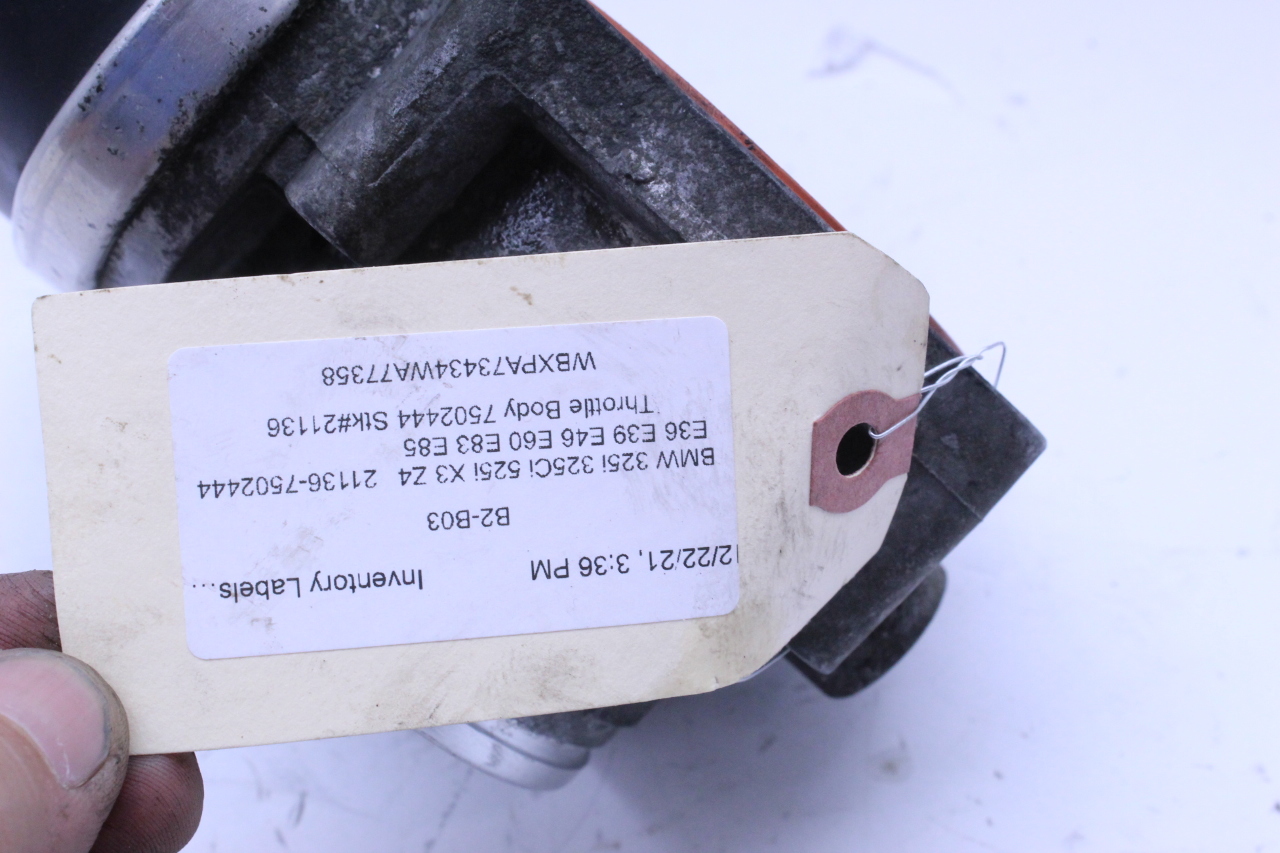 12/22/21, 3:36 PM Inventory Labels...
B2-B03
BMW 325i 325Ci 525i X3 Z4 21136-7502444
E36 E39 E46 E60 E83 E85
Throttle Body 7502444 Stk#21136
WBXPA73434WA77358